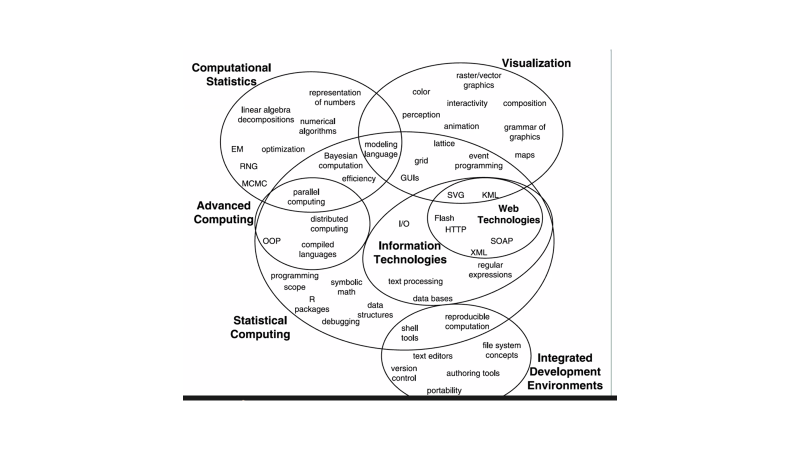 Computational
Statistics
Visualization
representation
of numbers
linear algebra
decompositions
numerical
algorithms
EM
optimization
RNG
MCMC
Bayesian
computation
efficiency
modeling
language
raster/vector
graphics
color
interactivity
composition
perception
animation
grammar of
graphics
lattice
grid
event
programming
maps
GUIs
Advanced
Computing
parallel
computing
distributed
computing
OOP
compiled
languages
I/O
SVG
KML
Web
Technologies
Flash
HTTP
SOAP
XML
Information
Technologies
regular
expressions
text processing
data bases
programming
scope
symbolic
math
R
packages
data
structures
debugging
Statistical
Computing
reproducible
computation
shell
tools
file system
concepts
text editors
version
control
authoring tools
portability
Integrated
Development
Environments